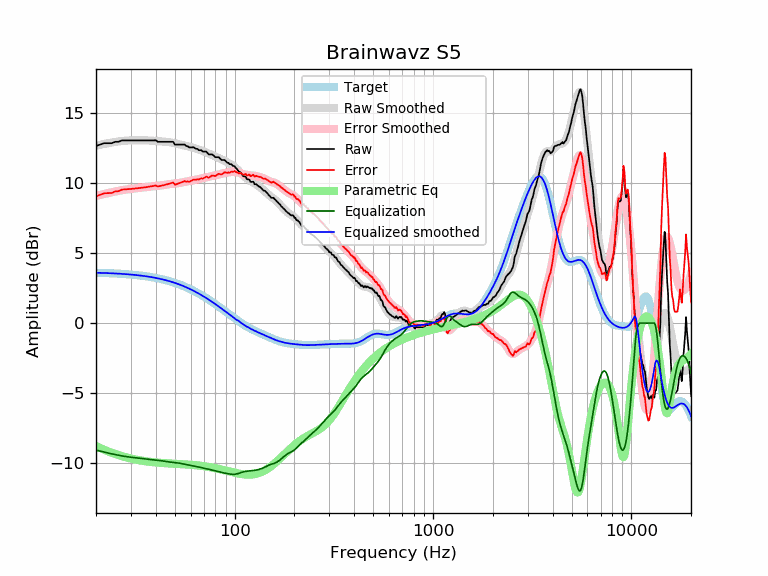 Brainwavz S5
Target
Raw Smoothed
Error Smoothed
Raw
Error
Parametric Eq
Equalization
Equalized smoothed
Amplitude (dBr)
15
10
5
0
−5
−10
100
1000
10000
Frequency (Hz)